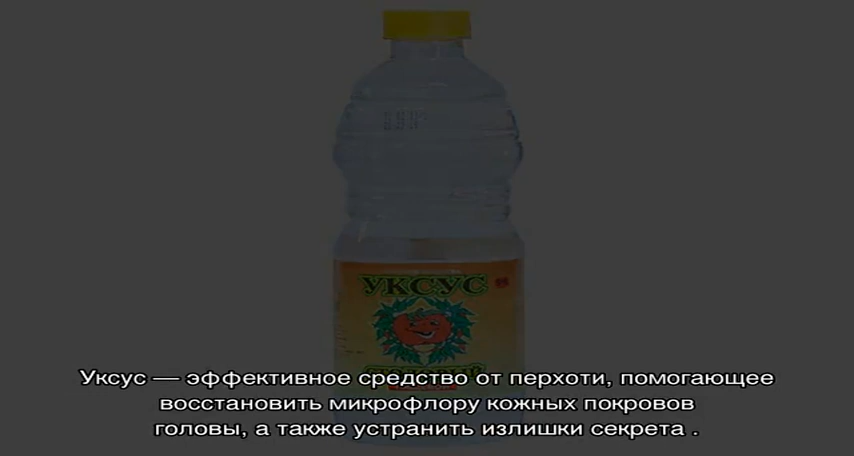 УКСУС
Уксус — эффективное средство от перхоти, помогающее
восстановить микрофлору кожных покровов
головы, а также устранить излишки секрета .